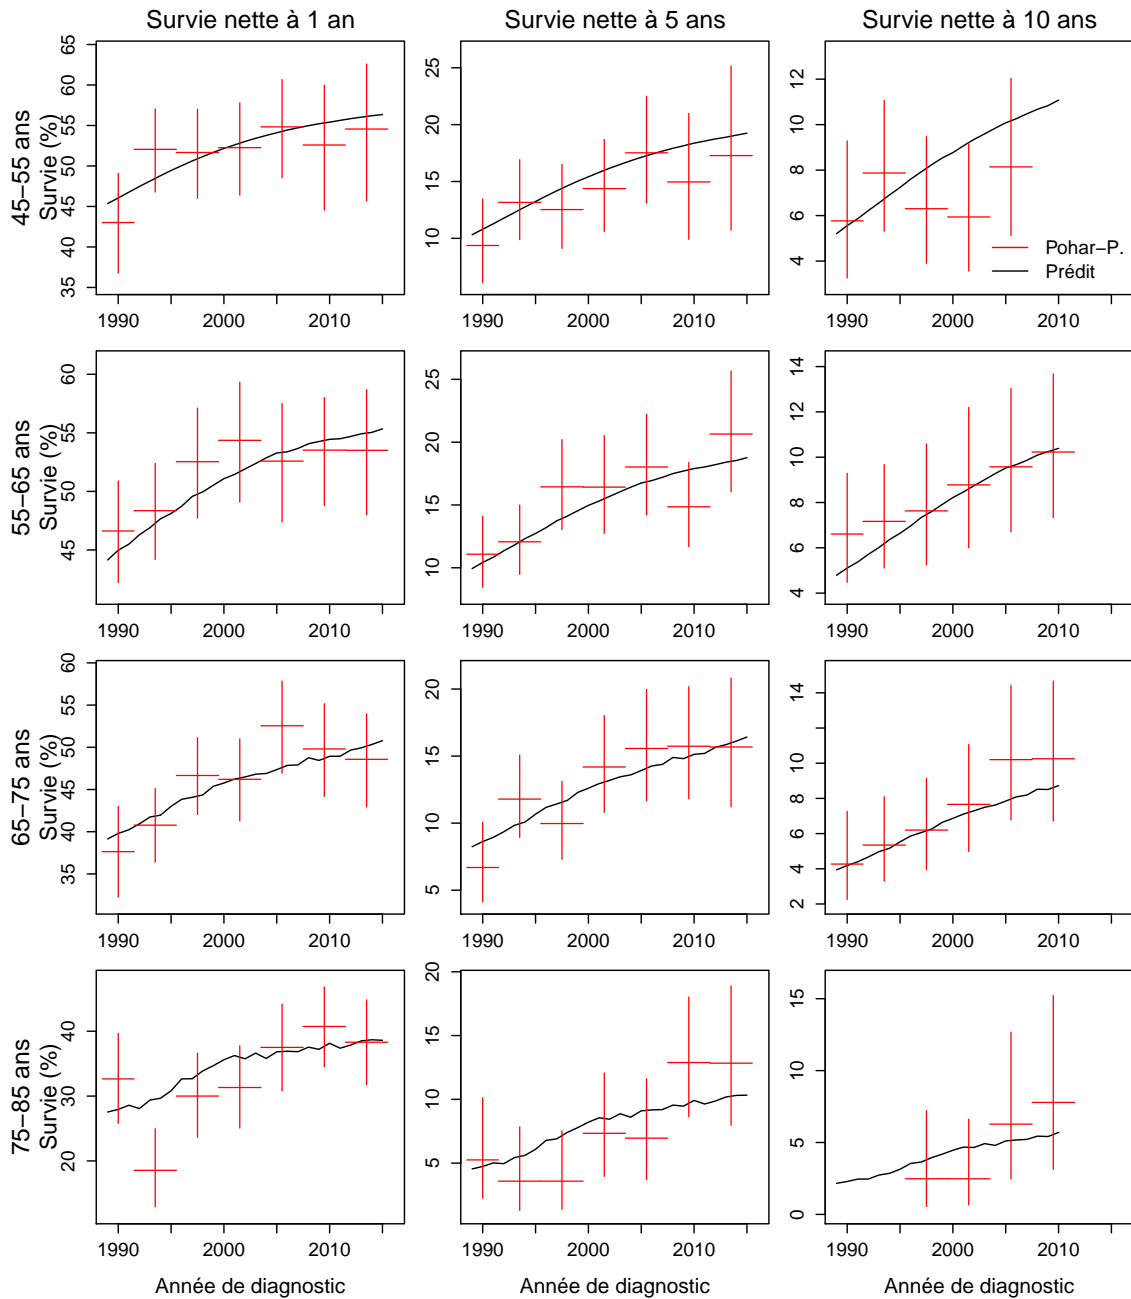 Survie nette à 1 an Survie nette à 5 ans Survie nette à 10 ans
45−55 ans
Survie (%)
35 40 45 50 55 60 65
1990 2000 2010
10 15 20 25
1990 2000 2010
4 6 8 10 12
1990 2000 2010
Pohar−P.
Prédit
55−65 ans
Survie (%)
45 50 55 60
1990 2000 2010
10 15 20 25
1990 2000 2010
4 6 8 10 12 14
1990 2000 2010
65−75 ans
Survie (%)
35 40 45 50 55 60
1990 2000 2010
5 10 15 20
1990 2000 2010
2 4 6 8 10 14
1990 2000 2010
75−85 ans
Survie (%)
20 30 40
1990 2000 2010
5 10 15 20
1990 2000 2010
0 5 10 15
1990 2000 2010
Année de diagnostic Année de diagnostic Année de diagnostic